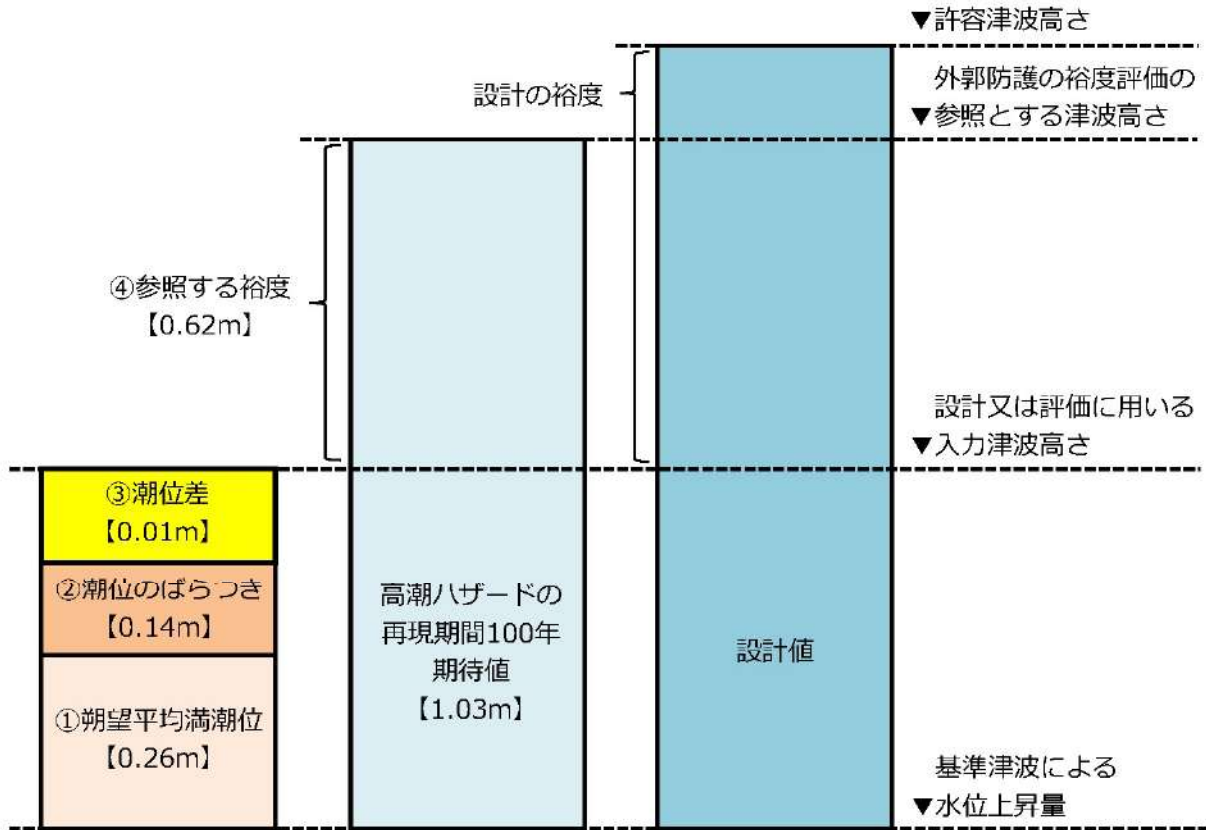 ▼許容津波高さ
外郭防護の裕度評価の
▼参照とする津波高さ
設計の裕度
④参照する裕度
【0.62m】
設計又は評価に用いる
▼入力津波高さ
③潮位差
【0.01m】
②潮位のばらつき
【0.14m】
①朔望平均満潮位
【0.26m】
高潮ハザードの
再現期間100年
期待値
【1.03m】
設計値
基準津波による
▼水位上昇量